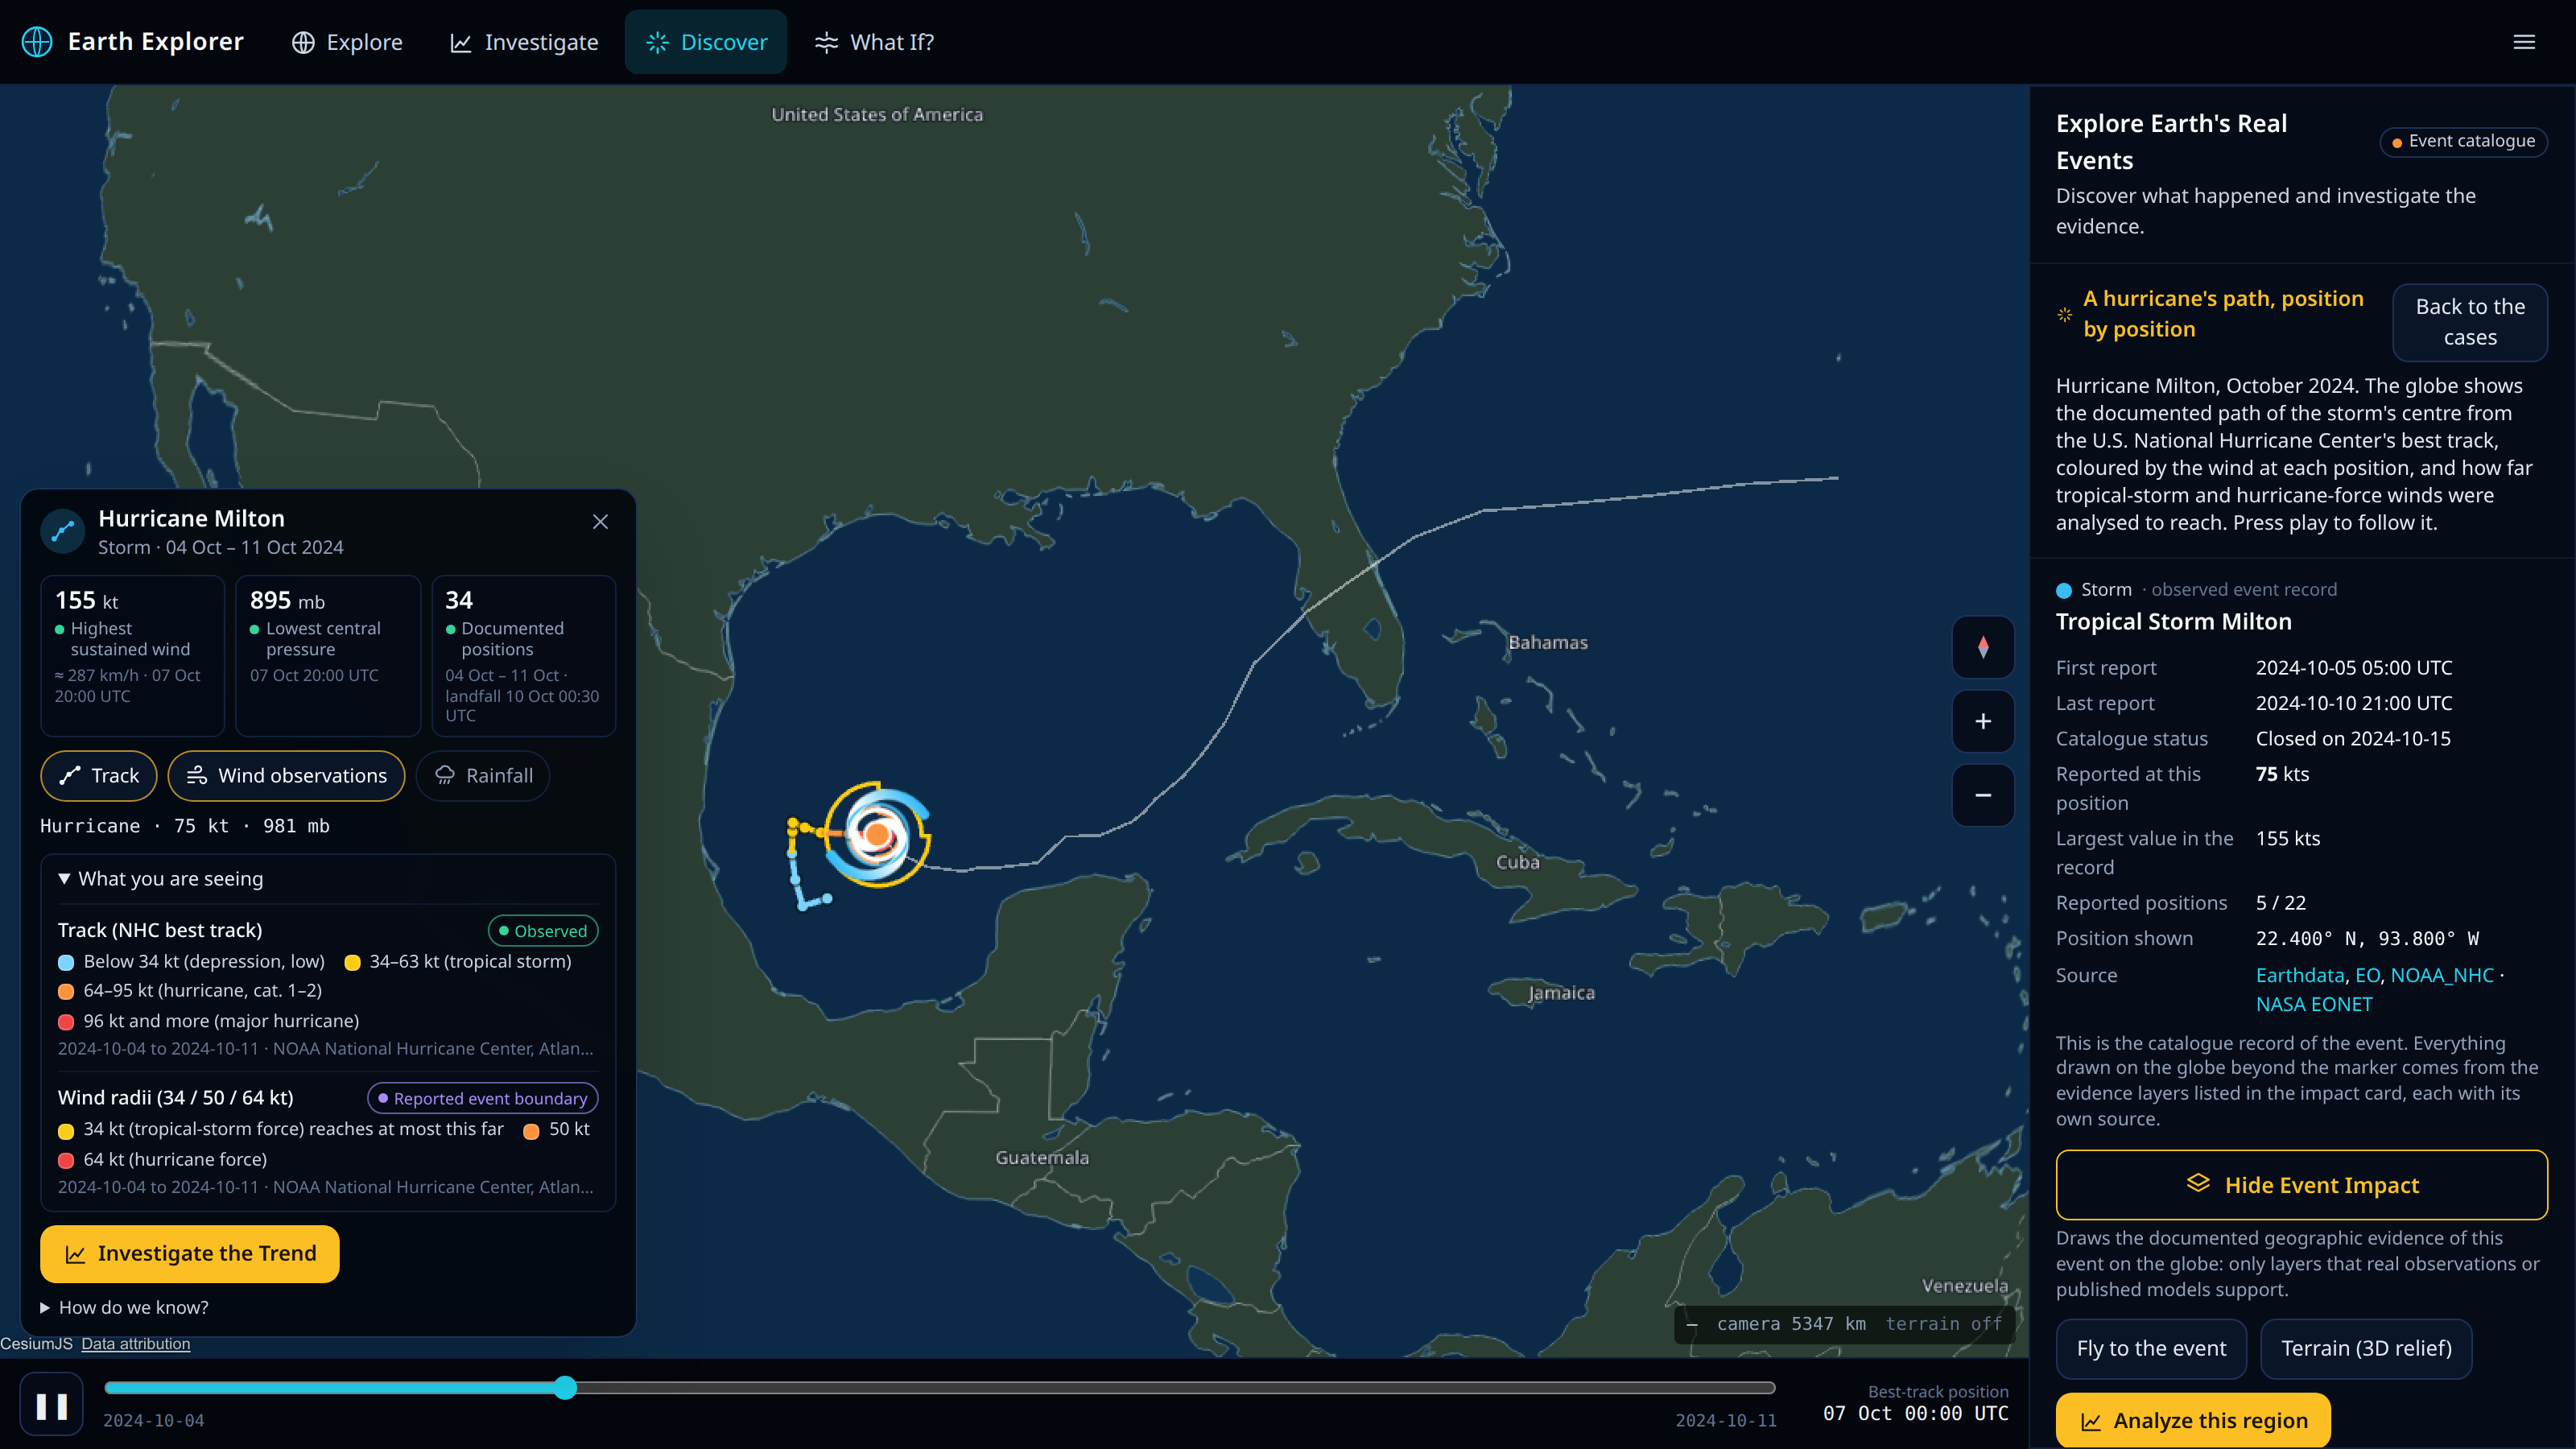 Earth Explorer
Explore
Investigate
Discover
What If?
United States of America
Bahamas
Cuba
Jamaica
Guatemala
Venezuela
Hurricane Milton
Storm · 04 Oct – 11 Oct 2024
155 kt
Highest
sustained wind
≈ 287 km/h · 07 Oct
20:00 UTC
895 mb
Lowest central
pressure
07 Oct 20:00 UTC
34
Documented
positions
04 Oct – 11 Oct ·
landfall 10 Oct 00:30
UTC
Track
Wind observations
Rainfall
Hurricane · 75 kt · 981 mb
▼ What you are seeing
Track (NHC best track)
Observed
Below 34 kt (depression, low)
34–63 kt (tropical storm)
64–95 kt (hurricane, cat. 1–2)
96 kt and more (major hurricane)
2024-10-04 to 2024-10-11 · NOAA National Hurricane Center, Atlan...
Wind radii (34 / 50 / 64 kt)
Reported event boundary
34 kt (tropical-storm force) reaches at most this far
50 kt
64 kt (hurricane force)
2024-10-04 to 2024-10-11 · NOAA National Hurricane Center, Atlan...
Investigate the Trend
▶ How do we know?
CesiumJS Data attribution
– camera 5347 km terrain off
2024-10-04
2024-10-11
Best-track position
07 Oct 00:00 UTC
Explore Earth's Real
Events
Event catalogue
Discover what happened and investigate the
evidence.
A hurricane's path, position
by position
Back to the
cases
Hurricane Milton, October 2024. The globe shows
the documented path of the storm's centre from
the U.S. National Hurricane Center's best track,
coloured by the wind at each position, and how far
tropical-storm and hurricane-force winds were
analysed to reach. Press play to follow it.
Storm · observed event record
Tropical Storm Milton
First report 2024-10-05 05:00 UTC
Last report 2024-10-10 21:00 UTC
Catalogue status Closed on 2024-10-15
Reported at this
position
75 kts
Largest value in the
record
155 kts
Reported positions 5 / 22
Position shown 22.400° N, 93.800° W
Source Earthdata, EO, NOAA_NHC ·
NASA EONET
This is the catalogue record of the event. Everything
drawn on the globe beyond the marker comes from the
evidence layers listed in the impact card, each with its
own source.
Hide Event Impact
Draws the documented geographic evidence of this
event on the globe: only layers that real observations or
published models support.
Fly to the event
Terrain (3D relief)
Analyze this region